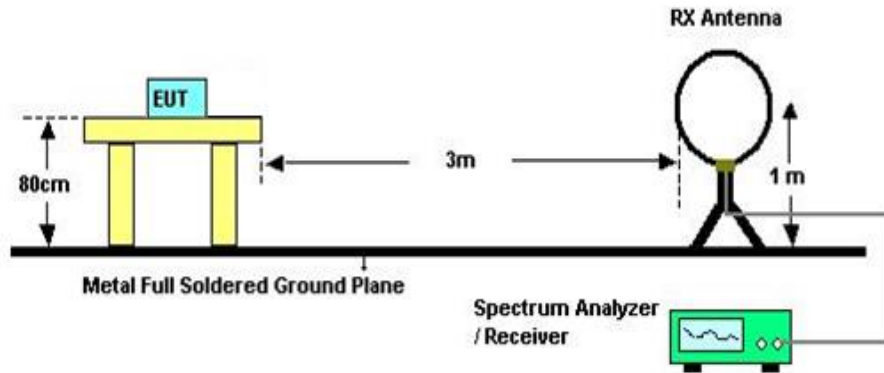 RX Antenna
EUT
80cm
3m
1 m
Metal Full Soldered Ground Plane
Spectrum Analyzer
/ Receiver